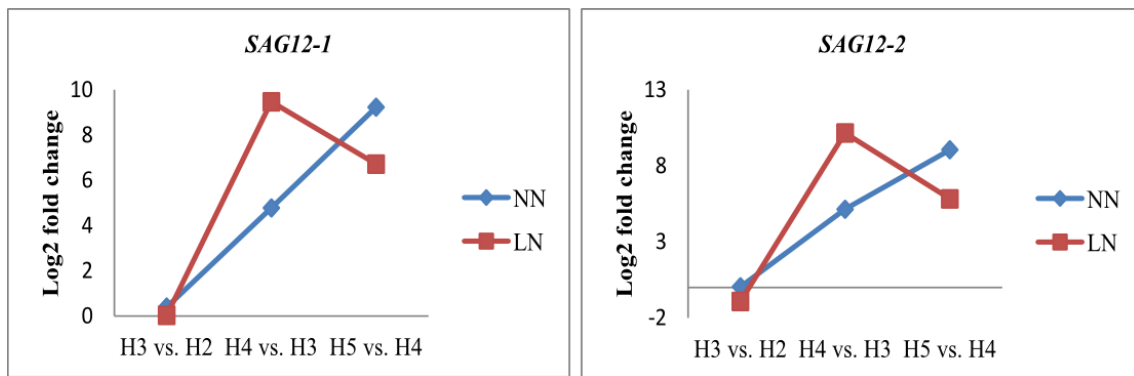 SAG12-1
Log2 fold change
10
8
6
4
2
0
H3 vs. H2 H4 vs. H3 H5 vs. H4
NN
LN
SAG12-2
Log2 fold change
13
8
3
-2
H3 vs. H2 H4 vs. H3 H5 vs. H4
NN
LN